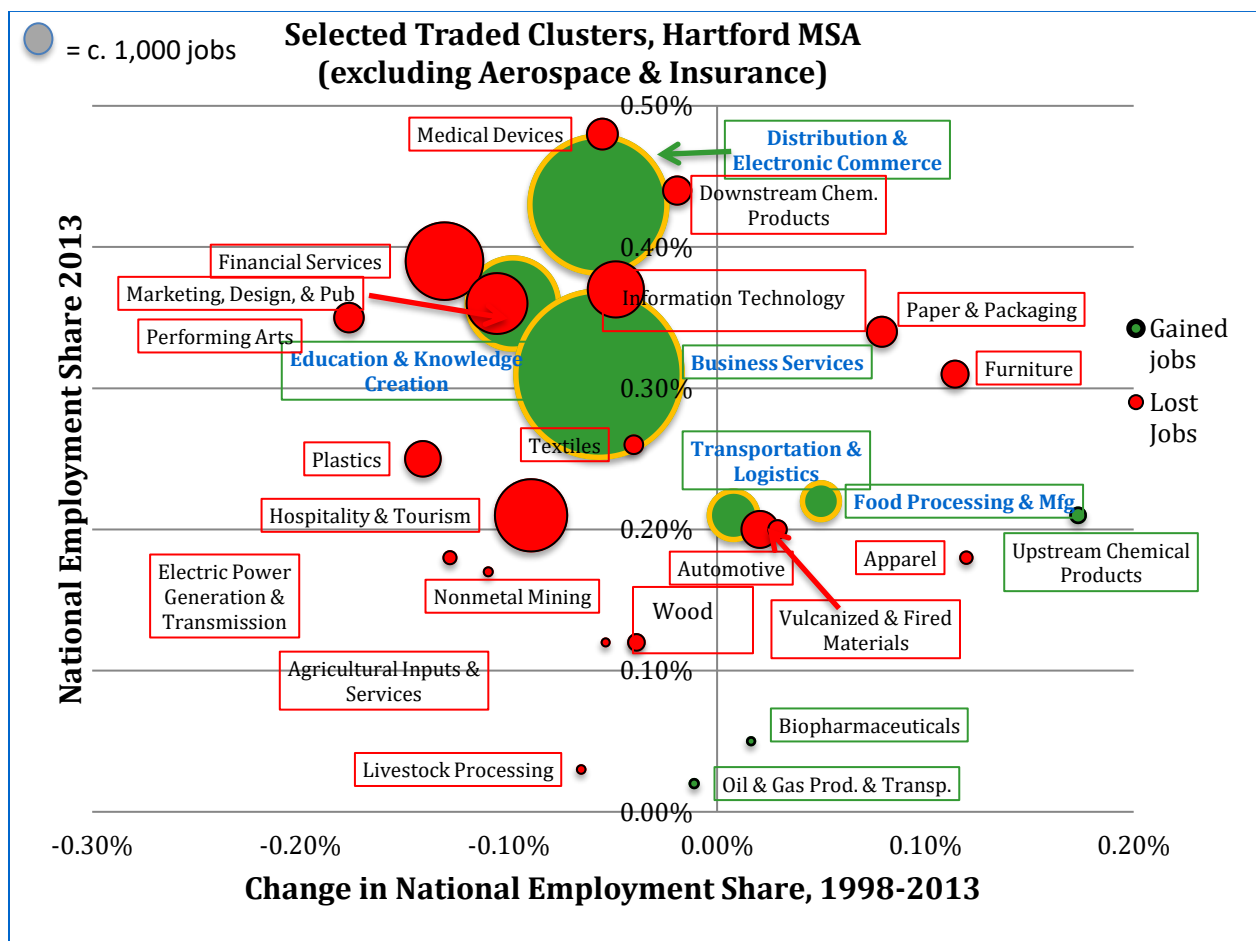 = c. 1,000 jobs
Selected Traded Clusters, Hartford MSA
(excluding Aerospace & Insurance)
National Employment Share 2013
0.50%
0.40%
0.30%
0.20%
0.10%
0.00%
Medical Devices
Distribution &
Electronic Commerce
Downstream Chem.
Products
Financial Services
Marketing, Design, & Pub
Performing Arts
Information Technology
Paper & Packaging
Education & Knowledge
Creation
Business Services
Furniture
Gained
jobs
Lost
Jobs
Textiles
Plastics
Transportation &
Logistics
Hospitality & Tourism
Food Processing & Mfg
Electric Power
Generation &
Transmission
Nonmetal Mining
Automotive
Apparel
Upstream Chemical
Products
Wood
Vulcanized & Fired
Materials
Agricultural Inputs &
Services
Biopharmaceuticals
Livestock Processing
Oil & Gas Prod. & Transp.
-0.30%
-0.20%
-0.10%
0.00%
0.10%
0.20%
Change in National Employment Share, 1998-2013